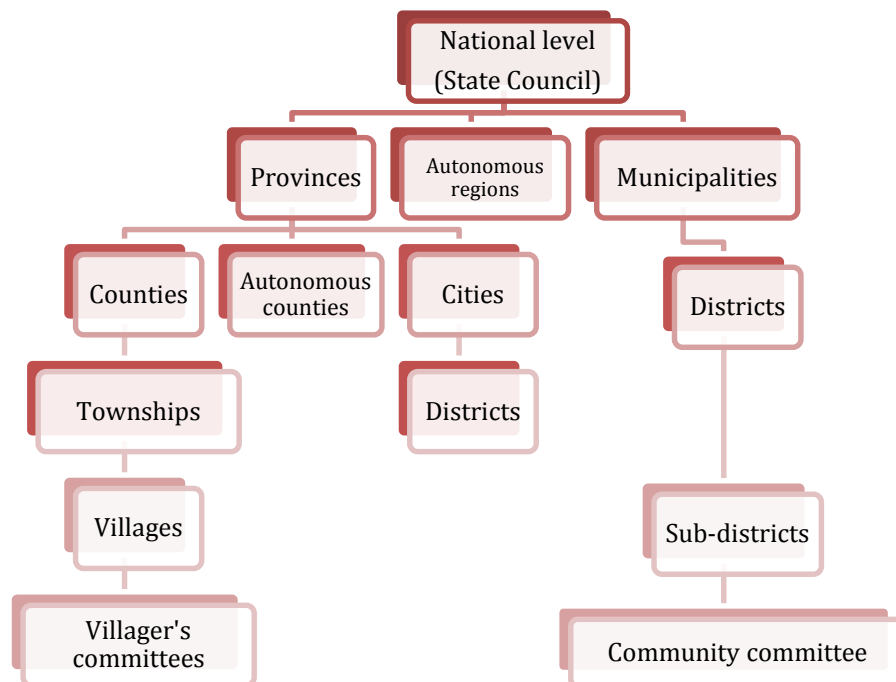 National level
(State Council)
Provinces
Autonomous
regions
Municipalities
Counties
Autonomous
counties
Cities
Districts
Townships
Districts
Villages
Sub-districts
Villager's
committees
Community committee